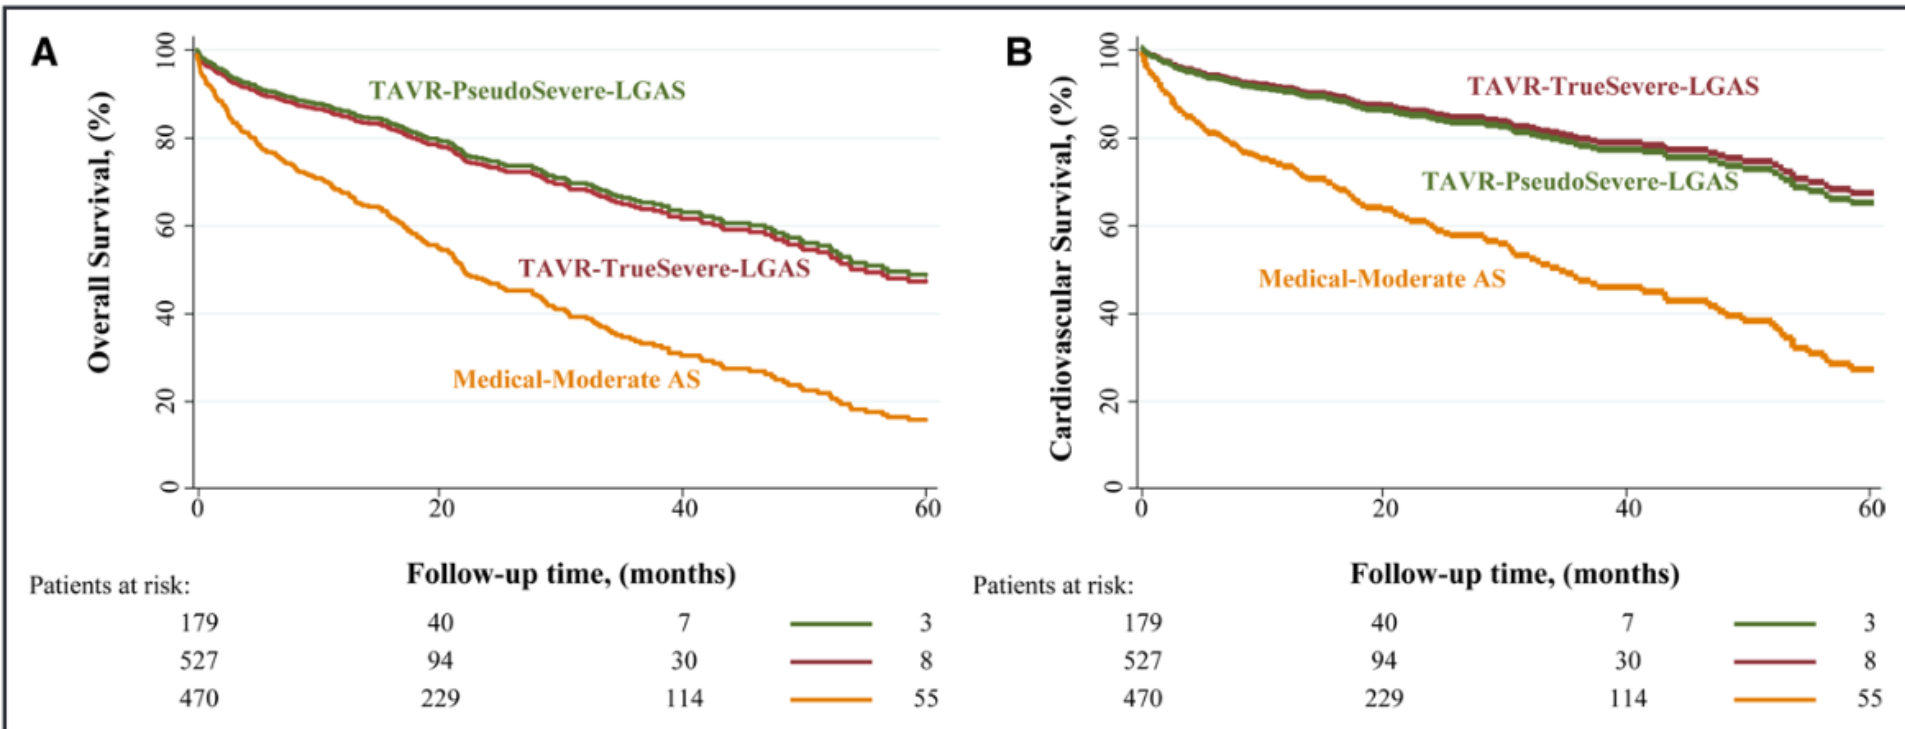 A
Overall Survival, (%)
100
80
60
40
20
0
TAVR-PseudoSevere-LGAS
TAVR-TrueSevere-LGAS
Medical-Moderate AS
0 20 40 60
Follow-up time, (months)
Patients at risk:
179 40 7 3
527 94 30 8
470 229 114 55
B
Cardiovascular Survival, (%)
100
80
60
40
20
0
TAVR-TrueSevere-LGAS
TAVR-PseudoSevere-LGAS
Medical-Moderate AS
0 20 40 60
Follow-up time, (months)
Patients at risk:
179 40 7 3
527 94 30 8
470 229 114 55